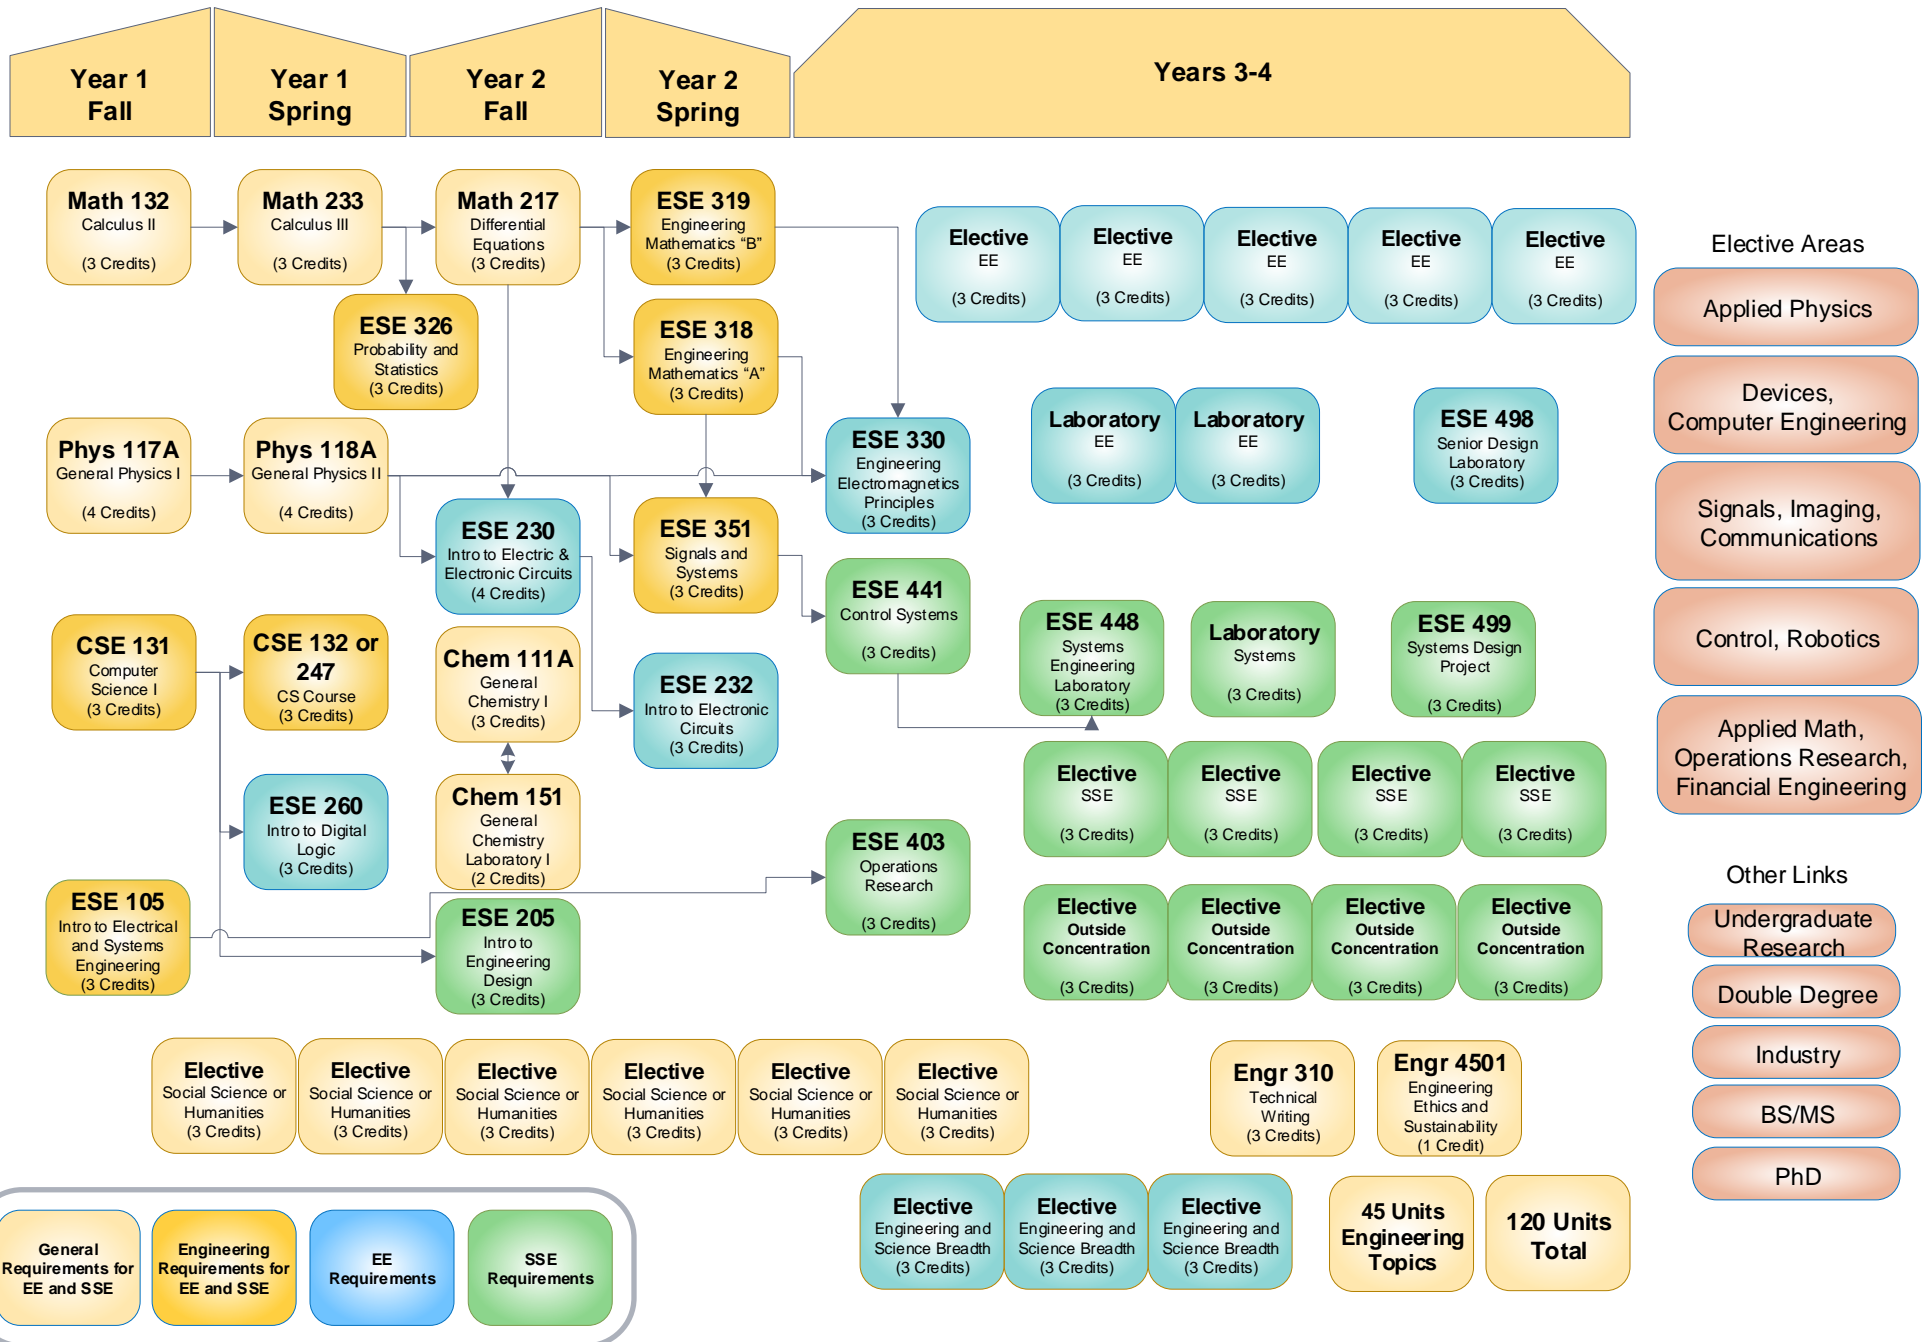 Year 1
Fall
Year 1
Spring
Year 2
Fall
Year 2
Spring
Years 3-4
Math 132
Calculus II
(3 Credits)
Math 233
Calculus III
(3 Credits)
Math 217
Differential
Equations
(3 Credits)
ESE 319
Engineering
Mathematics “B”
(3 Credits)
Elective
EE
(3 Credits)
Elective
EE
(3 Credits)
Elective
EE
(3 Credits)
Elective
EE
(3 Credits)
Elective
EE
(3 Credits)
ESE 326
Probability and
Statistics
(3 Credits)
ESE 318
Engineering
Mathematics “A”
(3 Credits)
Phys 117A
General Physics I
(4 Credits)
Phys 118A
General Physics II
(4 Credits)
ESE 330
Engineering
Electromagnetics
Principles
(3 Credits)
Laboratory
EE
(3 Credits)
Laboratory
EE
(3 Credits)
ESE 498
Senior Design
Laboratory
(3 Credits)
ESE 230
Intro to Electric &
Electronic Circuits
(4 Credits)
ESE 351
Signals and
Systems
(3 Credits)
ESE 441
Control Systems
(3 Credits)
ESE 448
Systems
Engineering
Laboratory
(3 Credits)
Laboratory
Systems
(3 Credits)
ESE 499
Systems Design
Project
(3 Credits)
CSE 131
Computer
Science I
(3 Credits)
CSE 132 or
247
CS Course
(3 Credits)
Chem 111A
General
Chemistry I
(3 Credits)
ESE 232
Intro to Electronic
Circuits
(3 Credits)
ESE 260
Intro to Digital
Logic
(3 Credits)
Chem 151
General
Chemistry
Laboratory I
(2 Credits)
Elective
SSE
(3 Credits)
Elective
SSE
(3 Credits)
Elective
SSE
(3 Credits)
Elective
SSE
(3 Credits)
ESE 403
Operations
Research
(3 Credits)
ESE 105
Intro to Electrical
and Systems
Engineering
(3 Credits)
ESE 205
Intro to
Engineering
Design
(3 Credits)
Elective
Outside
Concentration
(3 Credits)
Elective
Outside
Concentration
(3 Credits)
Elective
Outside
Concentration
(3 Credits)
Elective
Outside
Concentration
(3 Credits)
Elective
Social Science or
Humanities
(3 Credits)
Elective
Social Science or
Humanities
(3 Credits)
Elective
Social Science or
Humanities
(3 Credits)
Elective
Social Science or
Humanities
(3 Credits)
Elective
Social Science or
Humanities
(3 Credits)
Elective
Social Science or
Humanities
(3 Credits)
Engr 310
Technical
Writing
(3 Credits)
Engr 4501
Engineering
Ethics and
Sustainability
(1 Credit)
Elective
Engineering and
Science Breadth
(3 Credits)
Elective
Engineering and
Science Breadth
(3 Credits)
Elective
Engineering and
Science Breadth
(3 Credits)
45 Units
Engineering
Topics
120 Units
Total
General
Requirements for
EE and SSE
Engineering
Requirements for
EE and SSE
EE
Requirements
SSE
Requirements
Elective Areas
Applied Physics
Devices,
Computer Engineering
Signals, Imaging,
Communications
Control, Robotics
Applied Math,
Operations Research,
Financial Engineering
Other Links
Undergraduate
Research
Double Degree
Industry
BS/MS
PhD